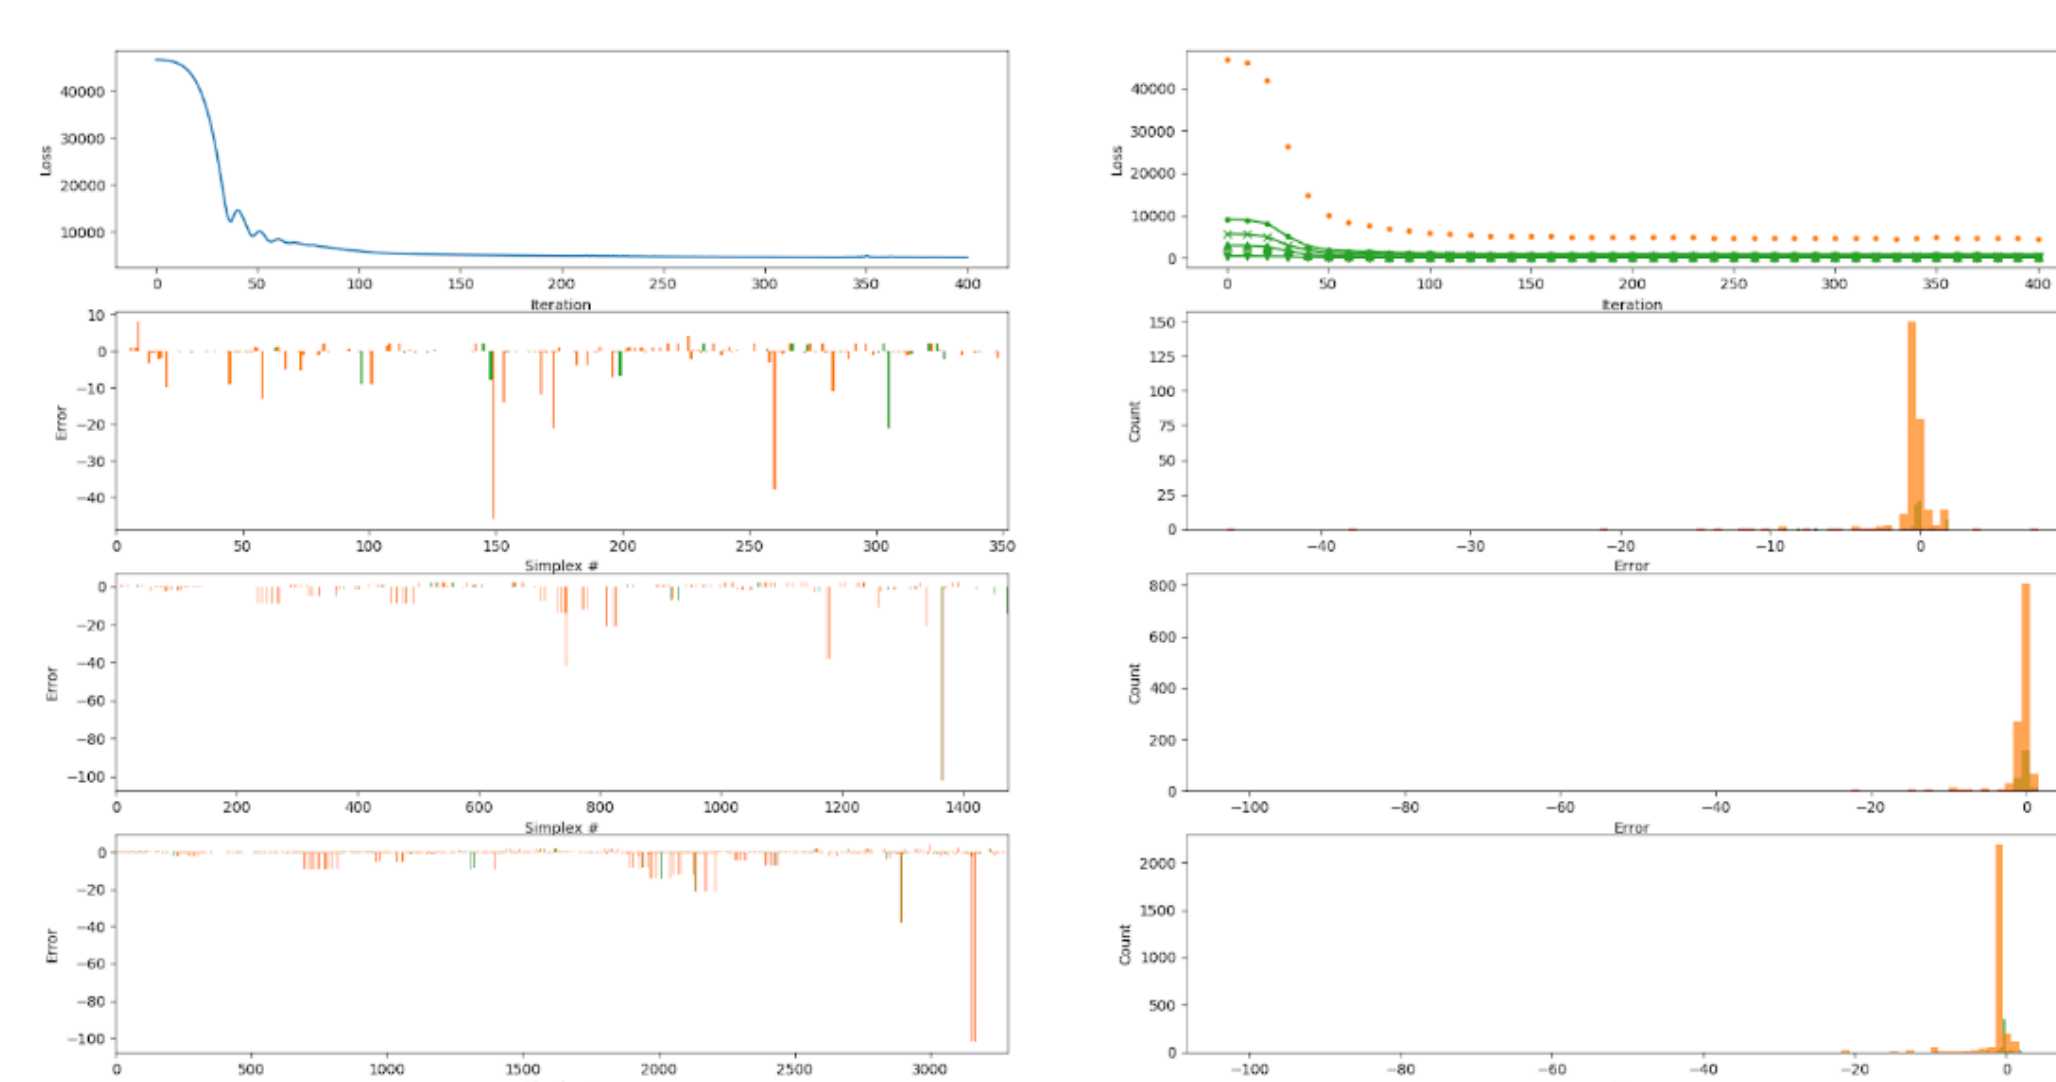 40000
30000
20000
10000
Loss
0 50 100 150 200 250 300 350 400
Iteration
40000
30000
20000
10000
0
Loss
0 50 100 150 200 250 300 350 400
Iteration
10
0
−10
−20
−30
−40
Error
0 50 100 150 200 250 300 350
Simplex #
150
125
100
75
50
25
0
Count
−40 −30 −20 −10 0
Error
0
−20
−40
−60
−80
−100
Error
0 200 400 600 800 1000 1200 1400
Simplex #
800
600
400
200
0
Count
−100 −80 −60 −40 −20 0
Error
0
−20
−40
−60
−80
−100
Error
0 500 1000 1500 2000 2500 3000
2000
1500
1000
500
0
Count
−100 −80 −60 −40 −20 0